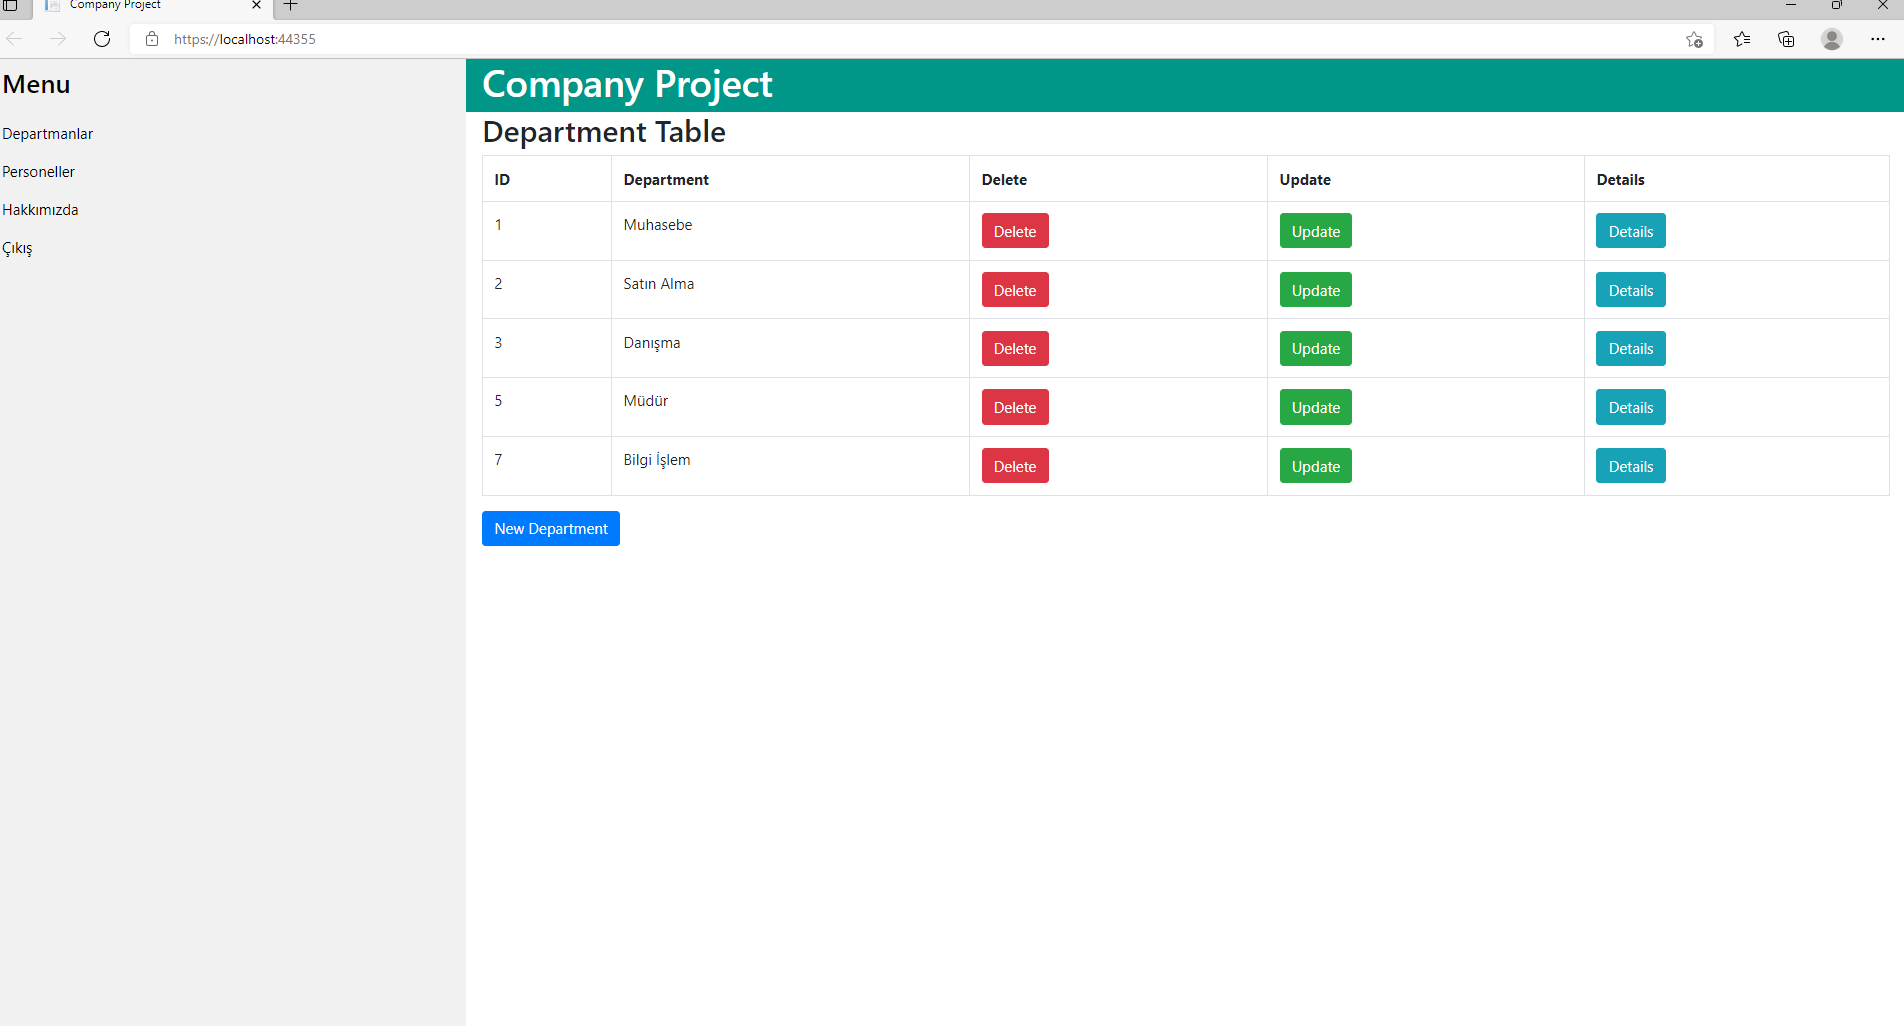 Company Project
https://localhost:44355
Menu
Departmanlar
Personeller
Hakkımızda
Çıkış
Company Project
Department Table
ID Department Delete Update Details
1 Muhasebe Delete Update Details
2 Satın Alma Delete Update Details
3 Danışma Delete Update Details
5 Müdür Delete Update Details
7 Bilgi İşlem Delete Update Details
New Department